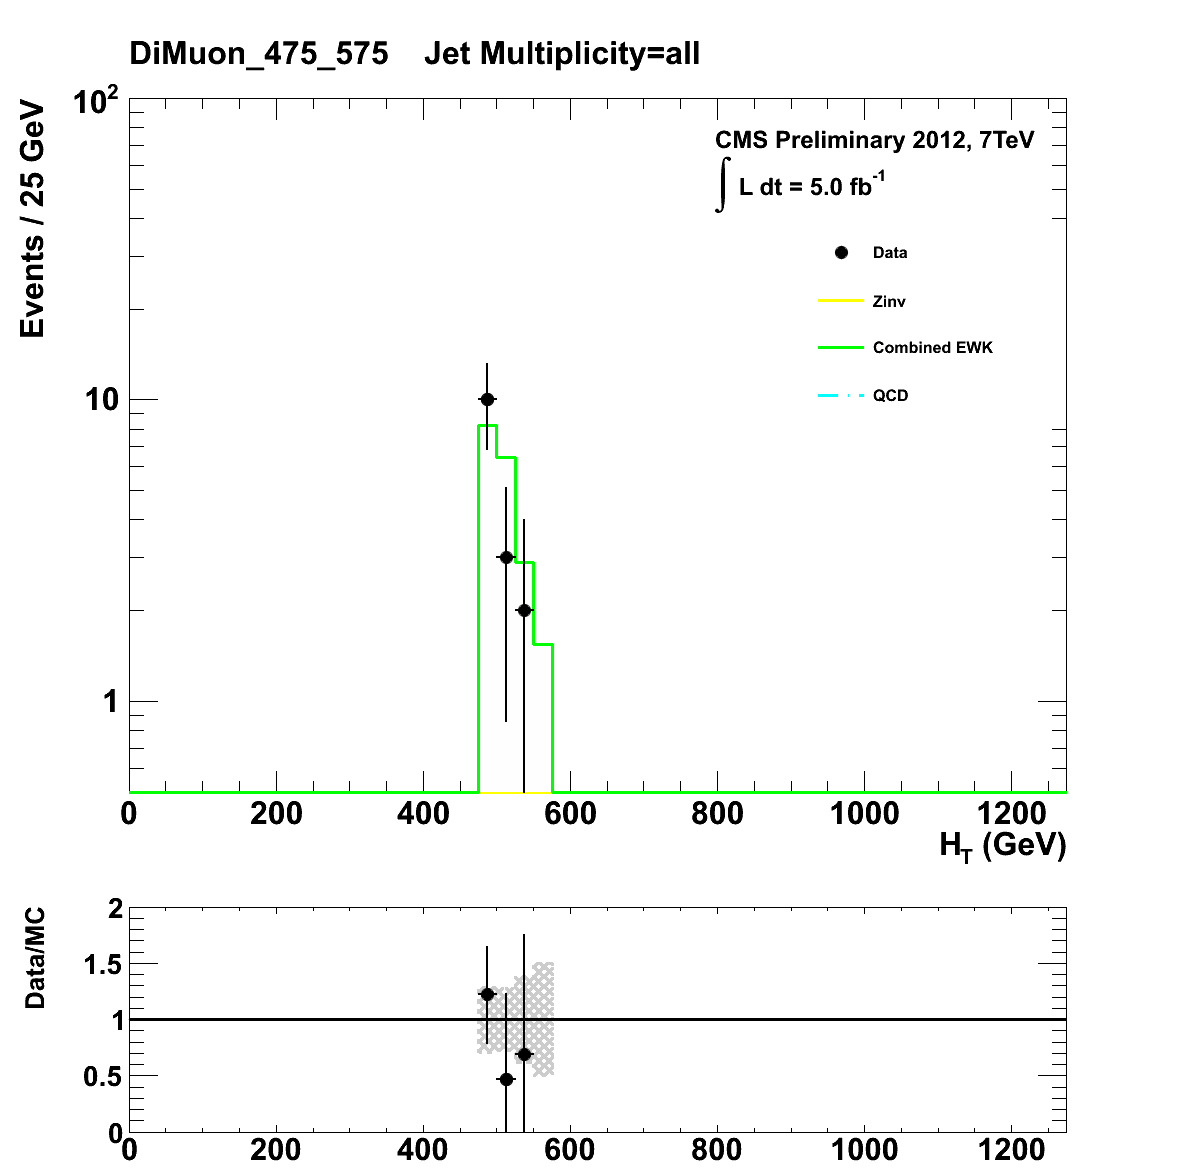 DiMuon_475_575 Jet Multiplicity=all
Events / 25 GeV
10²
10
1
CMS Preliminary 2012, 7TeV
∫ L dt = 5.0 fb⁻¹
Data
Zinv
Combined EWK
QCD
0 200 400 600 800 1000 1200
H_T (GeV)
Data/MC
2
1.5
1
0.5
0
0 200 400 600 800 1000 1200